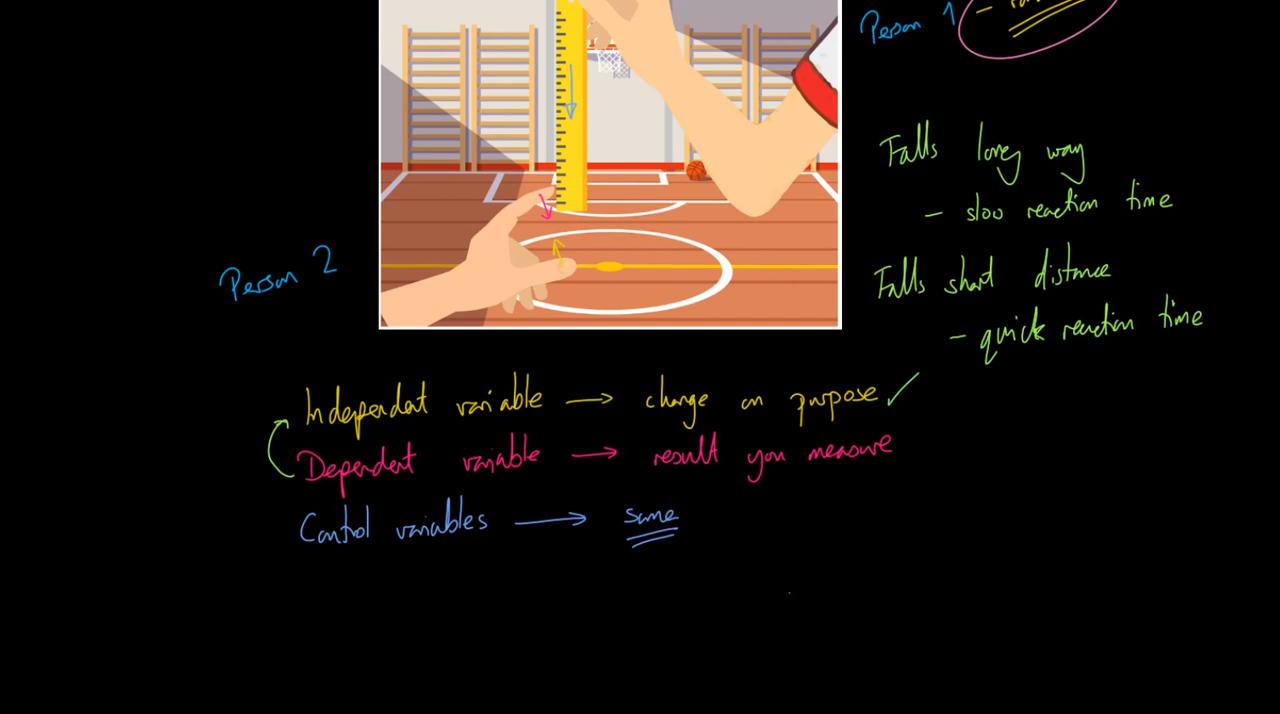 Person 1
Falls long way
- slow reaction time
Falls short distance
- quick reaction time
Person 2
Independent variable → change on purpose ✓
Dependent variable → result you measure
Control variables → same